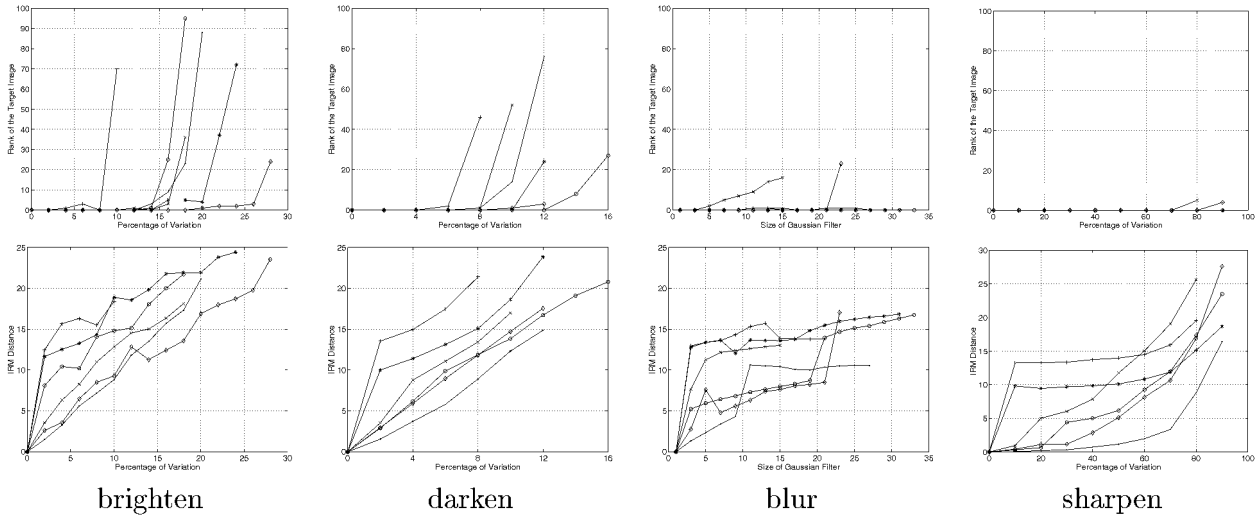 Rank of the Target Image
100
90
80
70
60
50
40
30
20
10
0
0 5 10 15 20 25 30
Percentage of Variation
Rank of the Target Image
100
80
60
40
20
0
0 4 8 12 16
Percentage of Variation
Rank of the Target Image
100
80
60
40
20
0
0 5 10 15 20 25 30 35
Size of Gaussian Filter
Rank of the Target Image
100
80
60
40
20
0
0 10 20 30 40 50 60 70 80 90 100
Percentage of Variation
IRM Distance
25
20
15
10
5
0
0 5 10 15 20 25 30
Percentage of Variation
IRM Distance
25
20
15
10
5
0
0 4 8 12 16
Percentage of Variation
IRM Distance
25
20
15
10
5
0
0 5 10 15 20 25 30 35
Size of Gaussian Filter
IRM Distance
30
25
20
15
10
5
0
0 20 40 60 80 100
Percentage of Variation
brighten darken blur sharpen